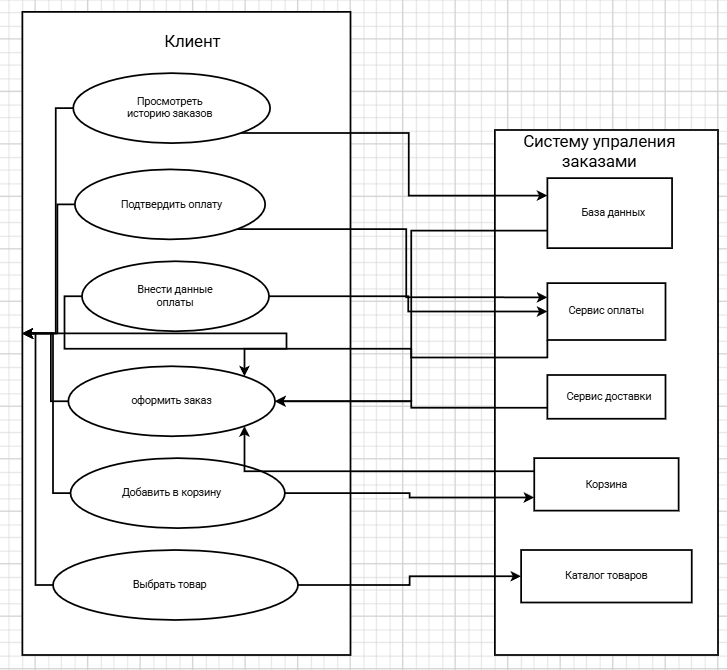 Клиент
Просмотреть
историю заказов
Подтвердить оплату
Внести данные
оплаты
оформить заказ
Добавить в корзину
Выбрать товар
Систему упраления
заказами
База данных
Сервис оплаты
Сервис доставки
Корзина
Каталог товаров